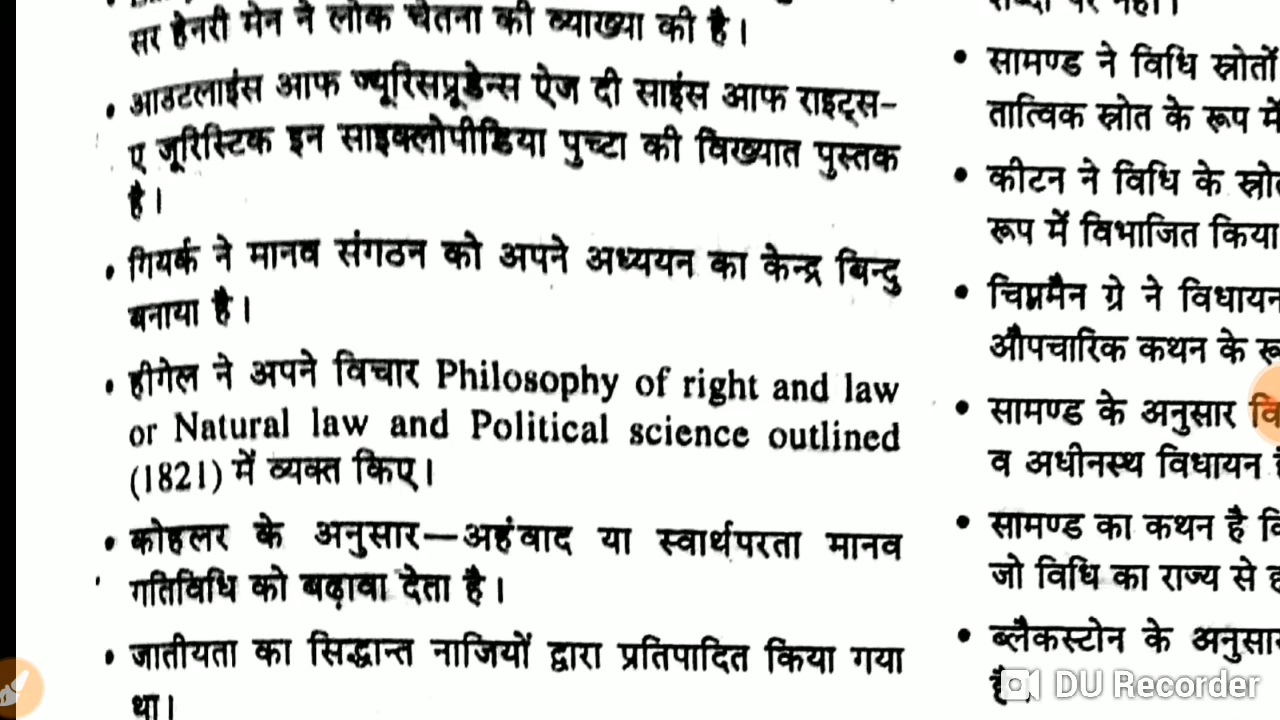 सर हेनरी मेन ने लोक चेतना की व्याख्या की है।
• आउटलाइंस आफ ज्यूरिसप्रूडेन्स ऐज दी साइंस आफ राइट्स-
ए जूरिस्टिक इन साइक्लोपीडिया पुच्टा की विख्यात पुस्तक
है।
• गियर्क ने मानव संगठन को अपने अध्ययन का केन्द्र बिन्दु
बनाया है।
• हीगेल ने अपने विचार Philosophy of right and law
or Natural law and Political science outlined
(1821) में व्यक्त किए।
• कोहलर के अनुसार—अहंवाद या स्वार्थपरता मानव
गतिविधि को बढ़ावा देता है।
• जातीयता का सिद्धान्त नाजियों द्वारा प्रतिपादित किया गया
था।
• सामण्ड ने विधि स्रोतों
तात्विक स्रोत के रूप में
• कीटन ने विधि के
रूप में विभाजित किया
• चिप्रमैन ग्रे ने विधायन
औपचारिक कथन के
• सामण्ड के अनुसार
व अधीनस्थ विधायन
• सामण्ड का कथन है
जो विधि का राज्य से
• ब्लैकस्टोन के अनुसार
DU Recorder